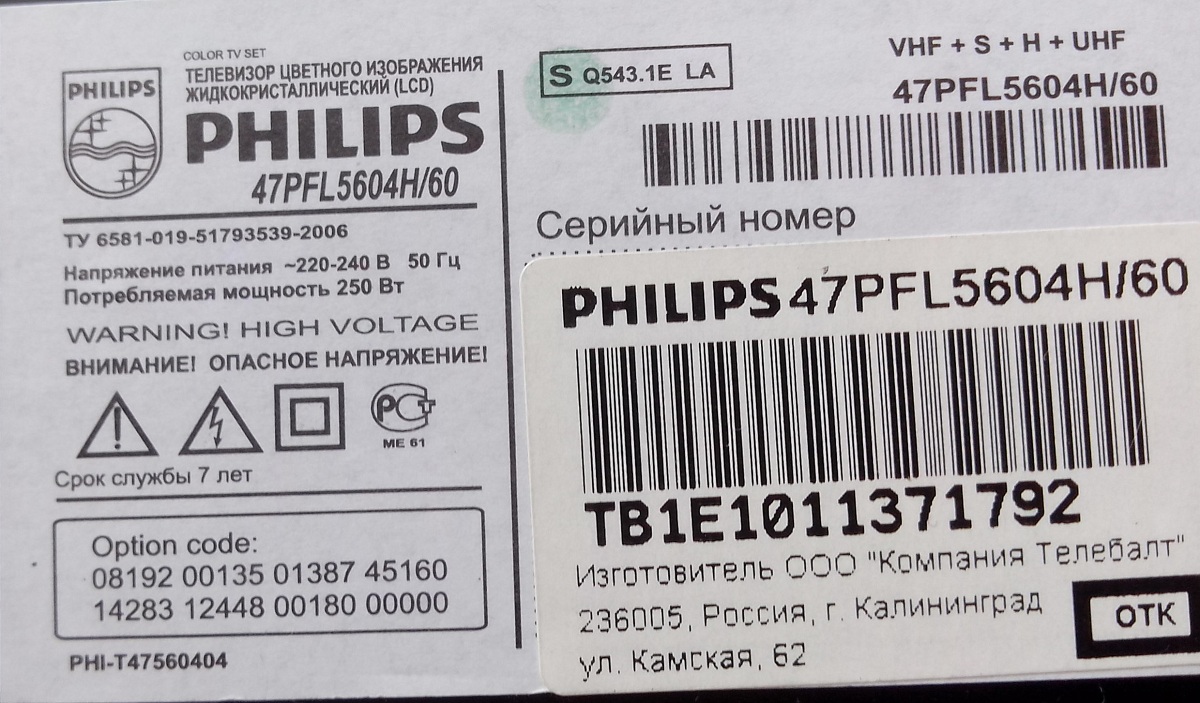 COLOR TV SET
ТЕЛЕВИЗОР ЦВЕТНОГО ИЗОБРАЖЕНИЯ
ЖИДКОКРИСТАЛЛИЧЕСКИЙ (LCD)
PHILIPS
PHILIPS
47PFL5604H/60
ТУ 6581-019-51793539-2006
Напряжение питания ~220-240 В 50 Гц
Потребляемая мощность 250 Вт
WARNING! HIGH VOLTAGE
ВНИМАНИЕ! ОПАСНОЕ НАПРЯЖЕНИЕ!
РСТ
МЕ 61
Срок службы 7 лет
Option code:
08192 00135 01387 45160
14283 12448 00180 00000
PHI-T47560404
S Q543.1E LA
VHF + S + H + UHF
47PFL5604H/60
Серийный номер
PHILIPS 47PFL5604H/60
TB1E1011371792
Изготовитель ООО "Компания Телебалт"
236005, Россия, г. Калининград
ул. Камская, 62
ОТК